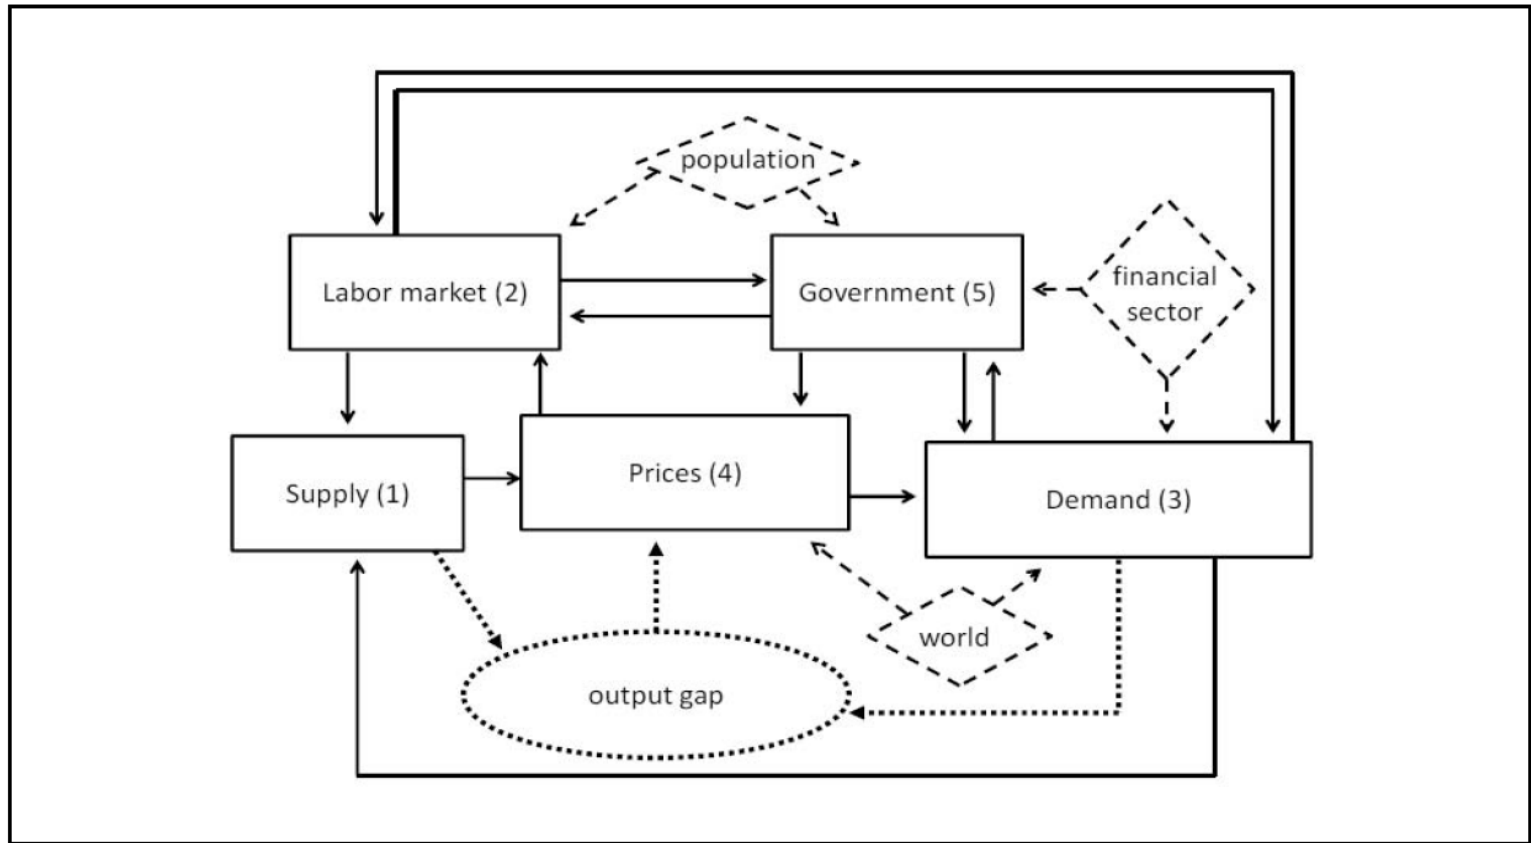 population
Labor market (2)
Government (5)
financial
sector
Supply (1)
Prices (4)
Demand (3)
world
output gap